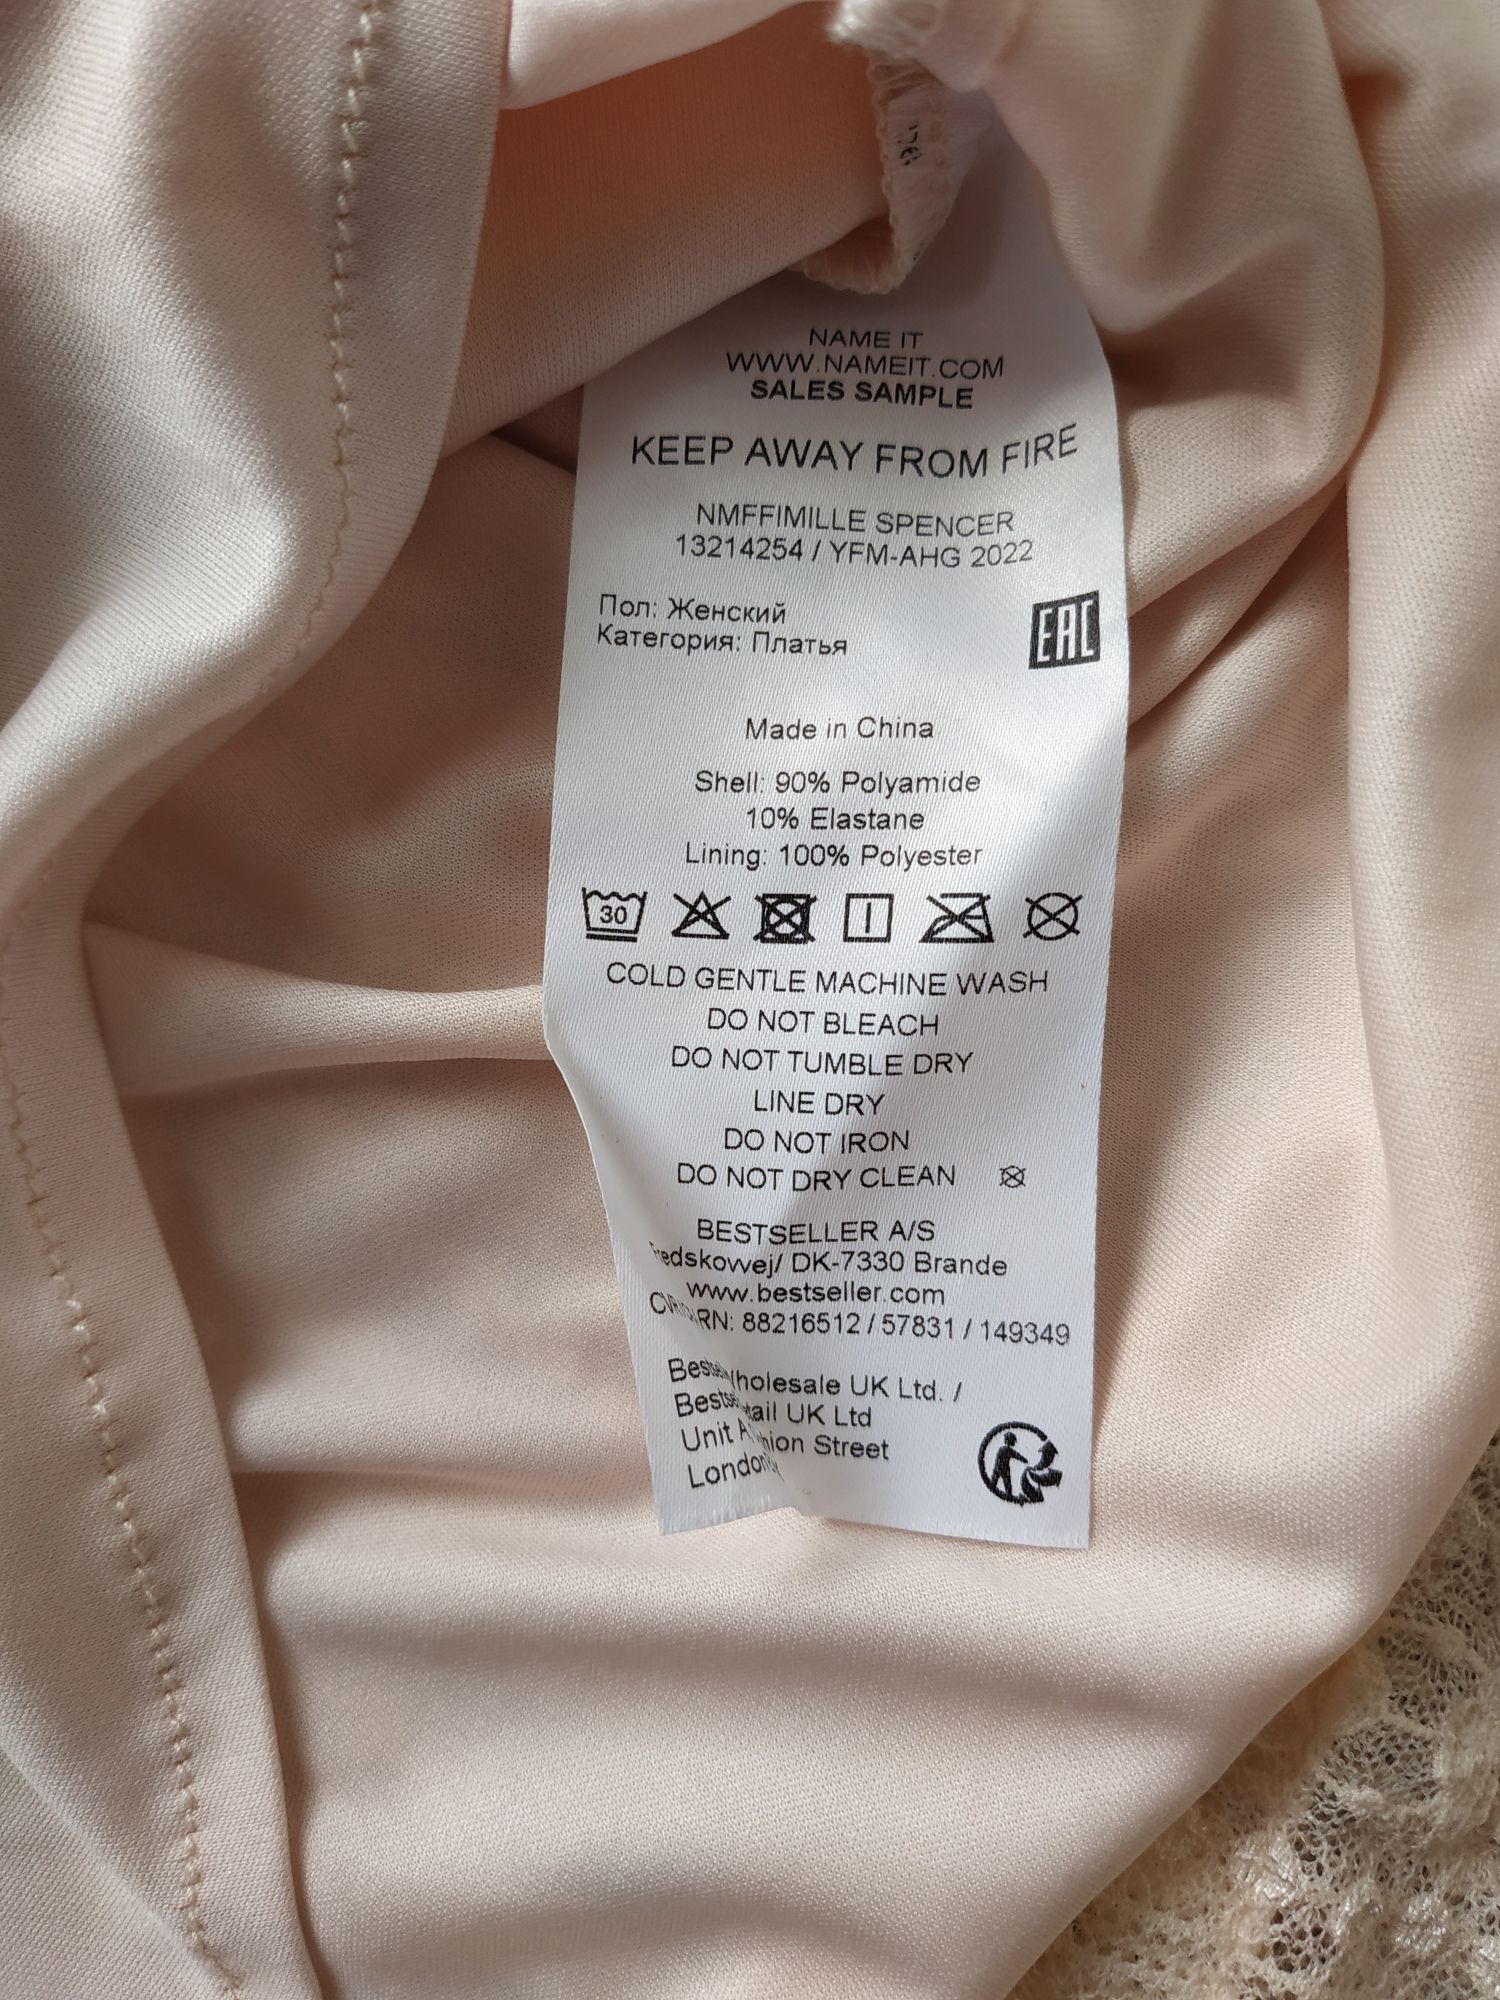 NAME IT
WWW.NAMEIT.COM
SALES SAMPLE
KEEP AWAY FROM FIRE
NMFFIMILLE SPENCER
13214254 / YFM-AHG 2022
Пол: Женский
Категория: Платья
EAC
Made in China
Shell: 90% Polyamide
10% Elastane
Lining: 100% Polyester
30
COLD GENTLE MACHINE WASH
DO NOT BLEACH
DO NOT TUMBLE DRY
LINE DRY
DO NOT IRON
DO NOT DRY CLEAN
BESTSELLER A/S
DK-7330 Brande
www.bestseller.com
88216512 / 57831 / 149349
UK Ltd. /
UK Ltd
Unit Street
London